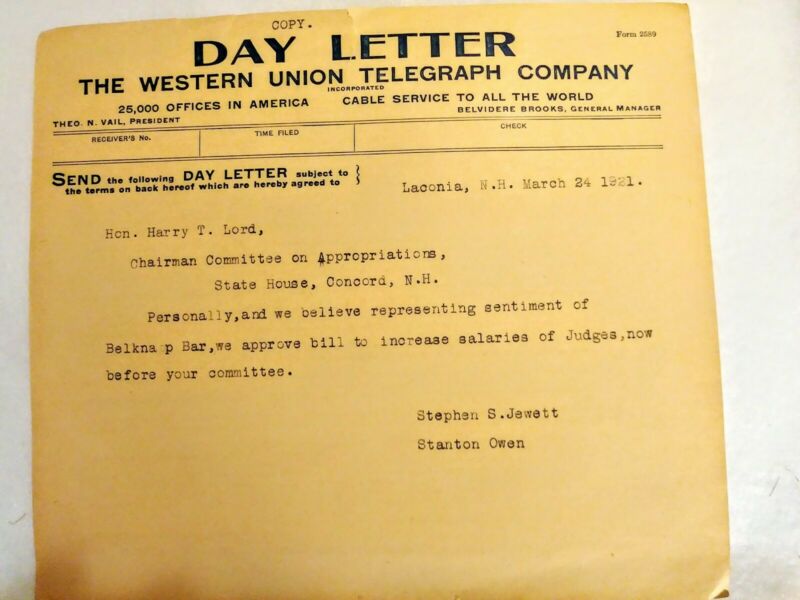 COPY.
Form 2589
DAY LETTER
THE WESTERN UNION TELEGRAPH COMPANY
INCORPORATED
25,000 OFFICES IN AMERICA CABLE SERVICE TO ALL THE WORLD
THEO. N. VAIL, PRESIDENT BELVIDERE BROOKS, GENERAL MANAGER
RECEIVER'S No. TIME FILED CHECK
SEND the following DAY LETTER subject to
the terms on back hereof which are hereby agreed to
Laconia, N.H. March 24 1921.
Hon. Harry T. Lord,
Chairman Committee on Appropriations,
State House, Concord, N.H.
Personally,and we believe representing sentiment of
Belknap Bar,we approve bill to increase salaries of Judges,now
before your committee.
Stephen S.Jewett
Stanton Owen